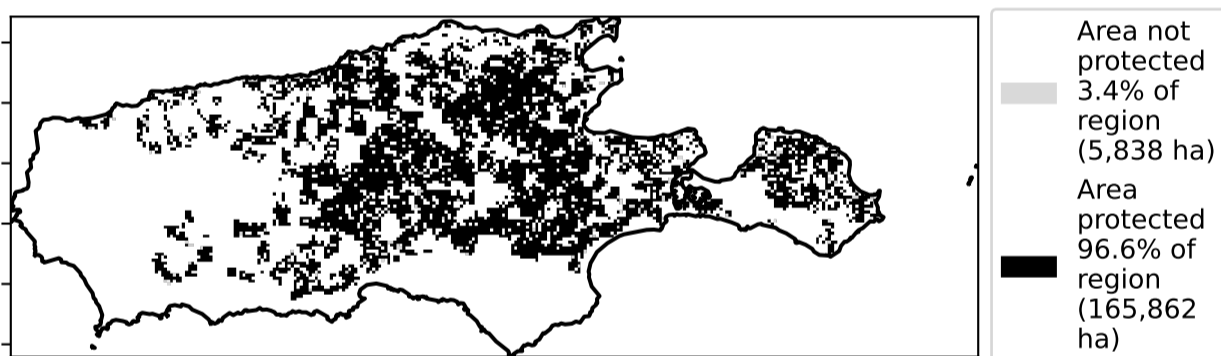 Area not
protected
3.4% of
region
(5,838 ha)
Area
protected
96.6% of
region
(165,862
ha)